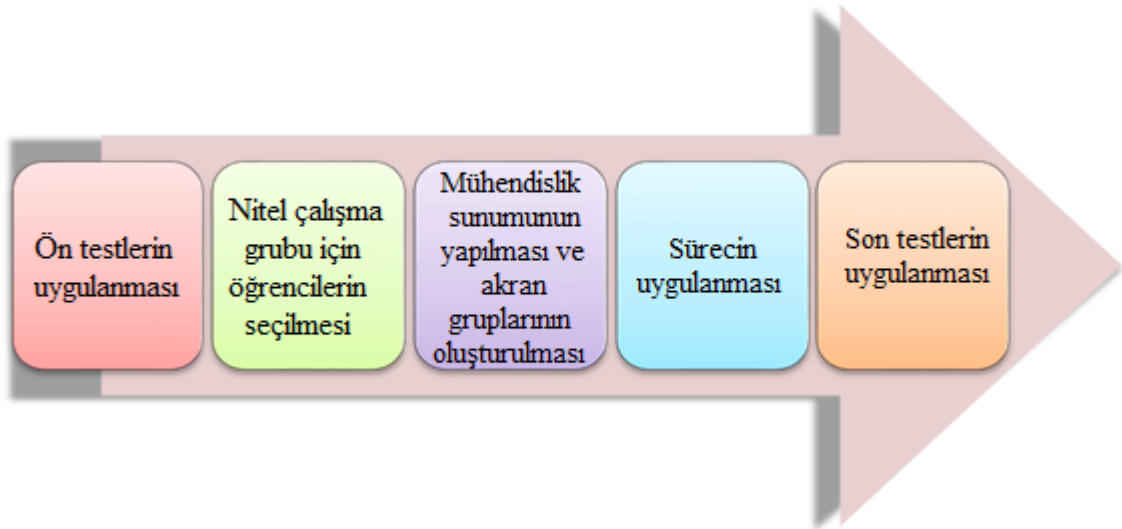 Ön testlerin
uygulanması
Nitel çalışma
grubu için
öğrencilerin
seçilmesi
Mühendislik
sunumunun
yapılması ve
akran
gruplarının
oluşturulması
Sürecin
uygulanması
Son testlerin
uygulanması